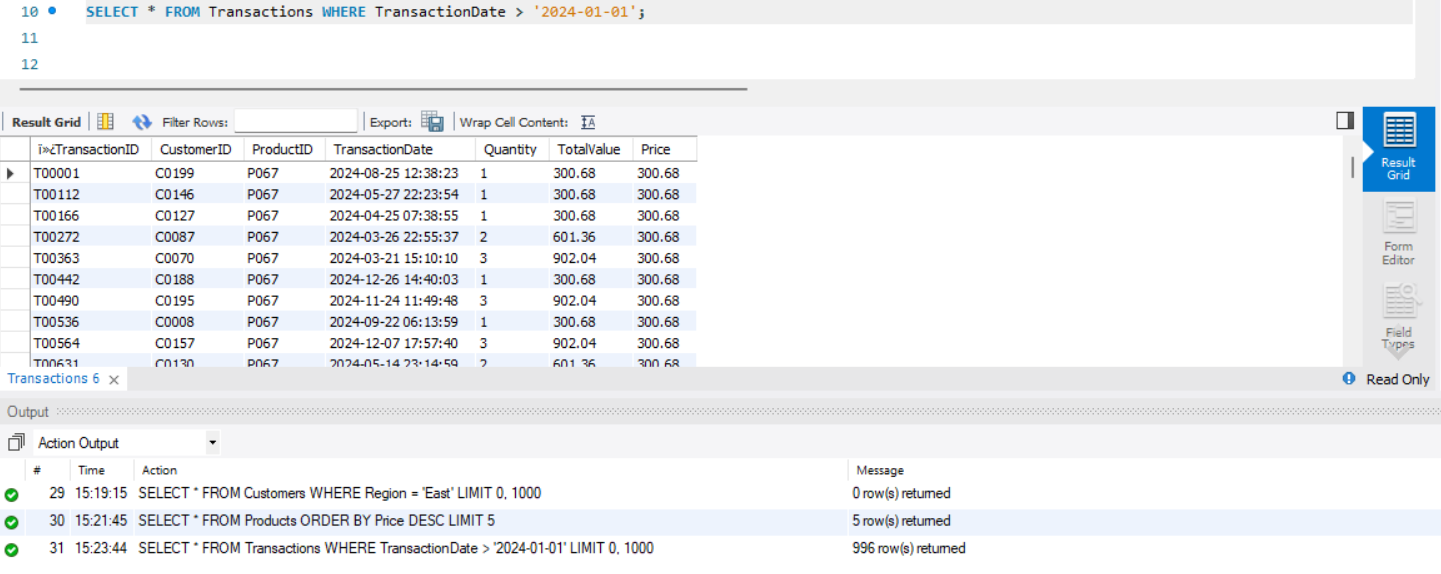 10 SELECT * FROM Transactions WHERE TransactionDate > '2024-01-01';
11
12
Result Grid Filter Rows: Export: Wrap Cell Content:
ï»¿TransactionID CustomerID ProductID TransactionDate Quantity TotalValue Price
T00001 C0199 P067 2024-08-25 12:38:23 1 300.68 300.68
T00112 C0146 P067 2024-05-27 22:23:54 1 300.68 300.68
T00166 C0127 P067 2024-04-25 07:38:55 1 300.68 300.68
T00272 C0087 P067 2024-03-26 22:55:37 2 601.36 300.68
T00363 C0070 P067 2024-03-21 15:10:10 3 902.04 300.68
T00442 C0188 P067 2024-12-26 14:40:03 1 300.68 300.68
T00490 C0195 P067 2024-11-24 11:49:48 3 902.04 300.68
T00536 C0008 P067 2024-09-22 06:13:59 1 300.68 300.68
T00564 C0157 P067 2024-12-07 17:57:40 3 902.04 300.68
T00631 C0130 P067 2024-05-14 23:14:59 2 601.36 300.68
Result
Grid
Form
Editor
Field
Types
Transactions 6 Read Only
Output
Action Output
# Time Action Message
29 15:19:15 SELECT * FROM Customers WHERE Region = 'East' LIMIT 0, 1000 0 row(s) returned
30 15:21:45 SELECT * FROM Products ORDER BY Price DESC LIMIT 5 5 row(s) returned
31 15:23:44 SELECT * FROM Transactions WHERE TransactionDate > '2024-01-01' LIMIT 0, 1000 996 row(s) returned